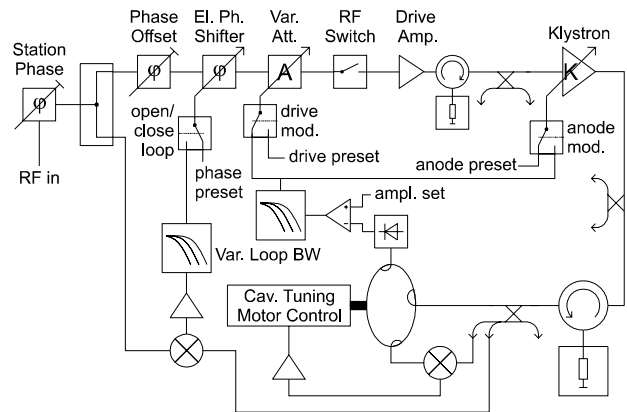 Station
Phase
Phase
Offset
El. Ph.
Shifter
Var.
Att.
RF
Switch
Drive
Amp.
Klystron
φ
φ
φ
A
K
open/
close
loop
drive
mod.
anode
mod.
RF in
phase
preset
drive preset
anode preset
ampl. set
+
−
Var. Loop BW
Cav. Tuning
Motor Control